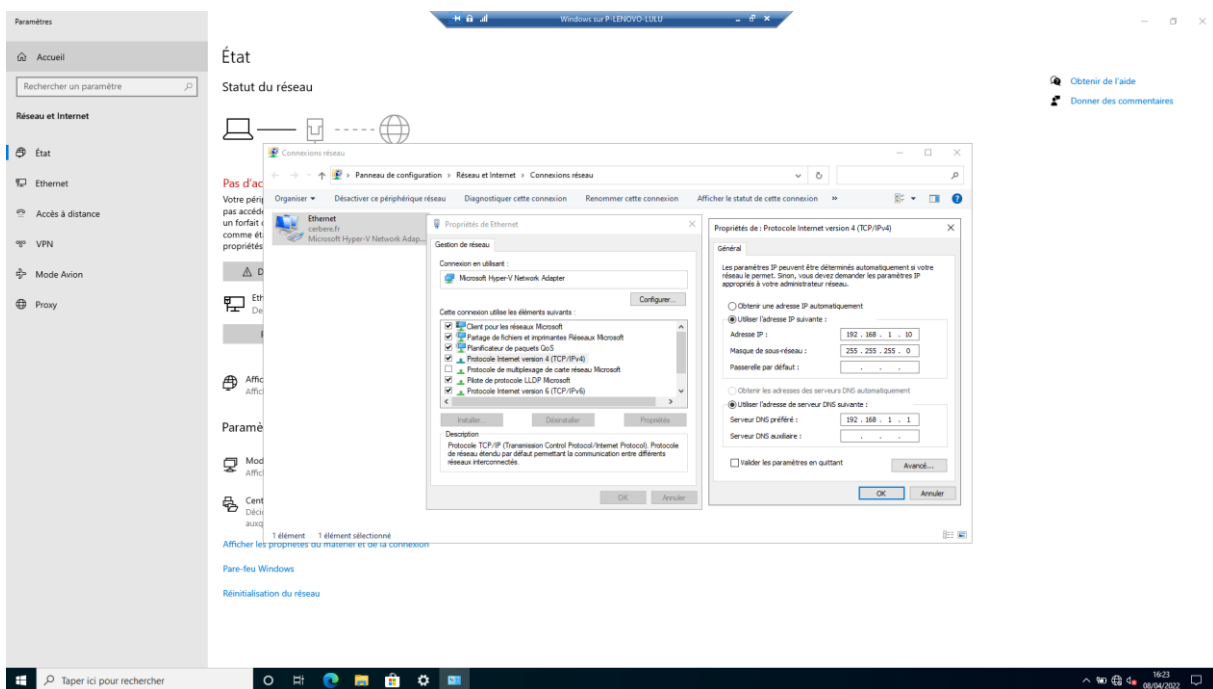 Paramètres
Windows sur P-LENOVO-LULU
Accueil
Rechercher un paramètre
Réseau et Internet
État
Ethernet
Accès à distance
VPN
Mode Avion
Proxy
État
Statut du réseau
Pas d'ac
Votre péri
pas accéd
un forfait
comme ét
propriétés
D
Eth
De
Affic
Affic
Paramè
Mod
Affic
Cent
Déci
auxq
Afficher les propriétés du matériel et de la connexion
Pare-feu Windows
Réinitialisation du réseau
Obtenir de l'aide
Donner des commentaires
Connexions réseau
Panneau de configuration > Réseau et Internet > Connexions réseau
Organiser Désactiver ce périphérique réseau Diagnostiquer cette connexion Renommer cette connexion Afficher le statut de cette connexion »
Ethernet
cerbere.fr
Microsoft Hyper-V Network Adap...
1 élément 1 élément sélectionné
Propriétés de Ethernet
Gestion de réseau
Connexion en utilisant :
Microsoft Hyper-V Network Adapter
Configurer...
Cette connexion utilise les éléments suivants :
Client pour les réseaux Microsoft
Partage de fichiers et imprimantes Réseaux Microsoft
Planificateur de paquets QoS
Protocole Internet version 4 (TCP/IPv4)
Protocole de multiplexage de carte réseau Microsoft
Pilote de protocole LLDP Microsoft
Protocole Internet version 6 (TCP/IPv6)
Installer... Désinstaller Propriétés
Description
Protocole TCP/IP (Transmission Control Protocol/Internet Protocol). Protocole
de réseau étendu par défaut permettant la communication entre différents
réseaux interconnectés.
OK Annuler
Propriétés de : Protocole Internet version 4 (TCP/IPv4)
Général
Les paramètres IP peuvent être déterminés automatiquement si votre
réseau le permet. Sinon, vous devez demander les paramètres IP
appropriés à votre administrateur réseau.
Obtenir une adresse IP automatiquement
Utiliser l'adresse IP suivante :
Adresse IP : 192 . 168 . 1 . 10
Masque de sous-réseau : 255 . 255 . 255 . 0
Passerelle par défaut : . . .
Obtenir les adresses des serveurs DNS automatiquement
Utiliser l'adresse de serveur DNS suivante :
Serveur DNS préféré : 192 . 168 . 1 . 1
Serveur DNS auxiliaire : . . .
Valider les paramètres en quittant
Avancé...
OK Annuler
Taper ici pour rechercher
16:23
08/04/2022